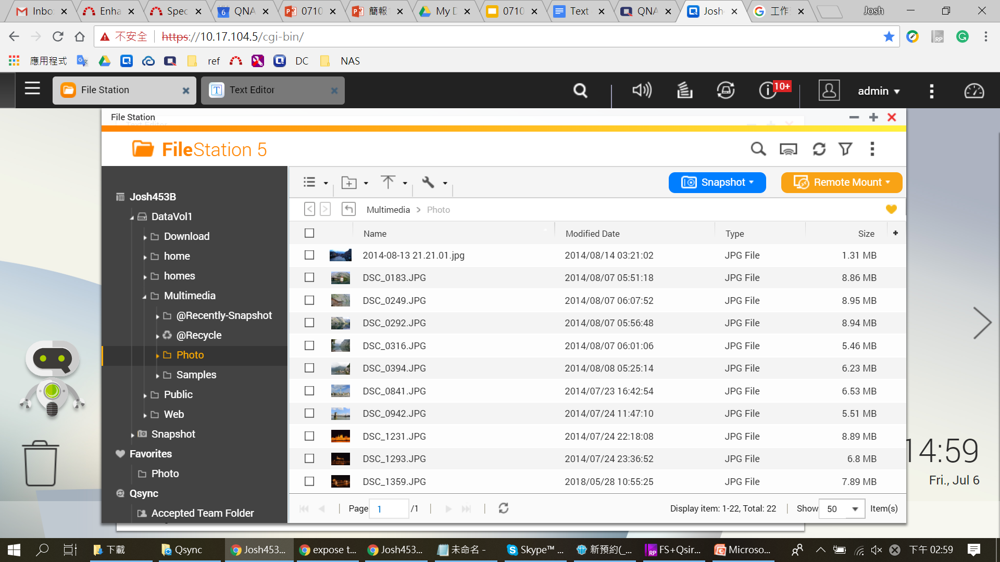 Inbo
Enha
Spec
6 QNA
0710
簡報
My D
0710
Text
QNA
Josh
工作
Josh
不安全 https://10.17.104.5/cgi-bin/
應用程式 ref DC NAS
File Station
Text Editor
10+
admin
File Station
FileStation 5
Snapshot
Remote Mount
Multimedia > Photo
Josh453B
DataVol1
Download
home
homes
Multimedia
@Recently-Snapshot
@Recycle
Photo
Samples
Public
Web
Snapshot
Favorites
Photo
Qsync
Accepted Team Folder
Name Modified Date Type Size
2014-08-13 21.21.01.jpg 2014/08/14 03:21:02 JPG File 1.31 MB
DSC_0183.JPG 2014/08/07 05:51:18 JPG File 8.86 MB
DSC_0249.JPG 2014/08/07 06:07:52 JPG File 8.95 MB
DSC_0292.JPG 2014/08/07 05:56:48 JPG File 8.94 MB
DSC_0316.JPG 2014/08/07 06:01:06 JPG File 5.46 MB
DSC_0394.JPG 2014/08/08 05:25:14 JPG File 6.23 MB
DSC_0841.JPG 2014/07/23 16:42:54 JPG File 6.53 MB
DSC_0942.JPG 2014/07/24 11:47:10 JPG File 5.51 MB
DSC_1231.JPG 2014/07/24 22:18:08 JPG File 8.89 MB
DSC_1293.JPG 2014/07/24 23:36:52 JPG File 6.8 MB
DSC_1359.JPG 2018/05/28 10:55:25 JPG File 7.89 MB
Page 1 /1
Display item: 1-22, Total: 22
Show 50 Item(s)
14:59
Fri., Jul 6
下載
Qsync
Josh453...
expose t...
Josh453...
未命名 -
Skype™ ...
新預約(_...
FS+Qsir...
Microso...
下午 02:59